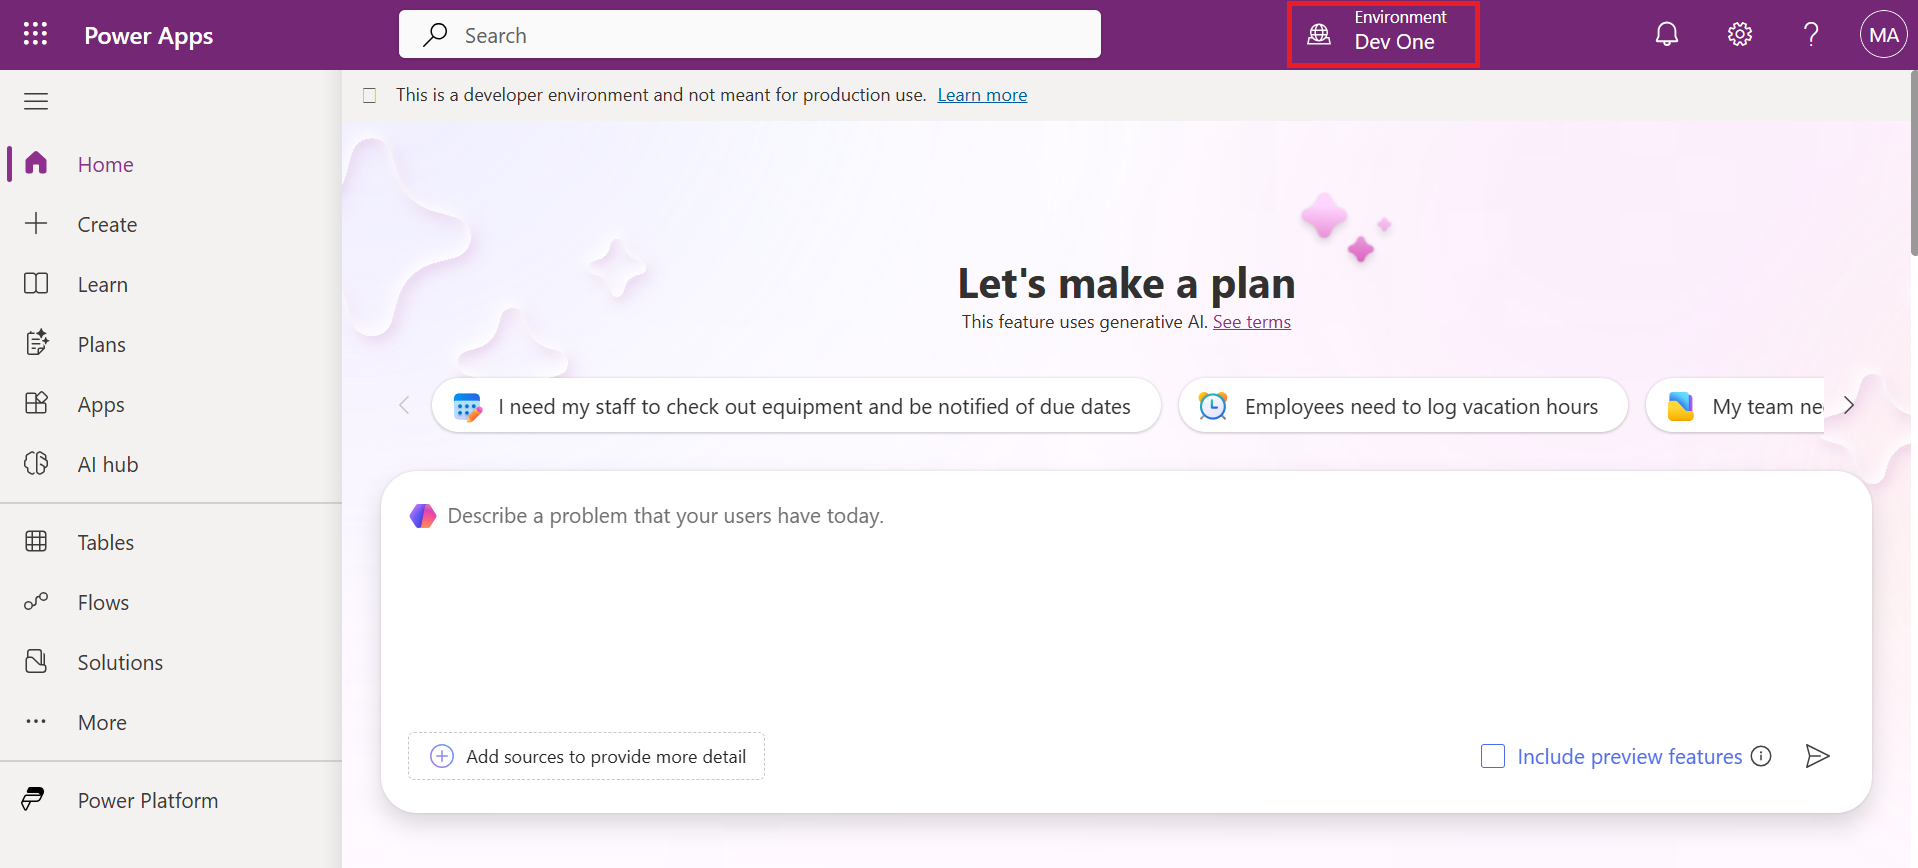 Power Apps
Search
Environment
Dev One
MA
This is a developer environment and not meant for production use. Learn more
Home
Create
Learn
Plans
Apps
AI hub
Tables
Flows
Solutions
More
Power Platform
Let's make a plan
This feature uses generative AI. See terms
I need my staff to check out equipment and be notified of due dates
Employees need to log vacation hours
My team
Describe a problem that your users have today.
Add sources to provide more detail
Include preview features